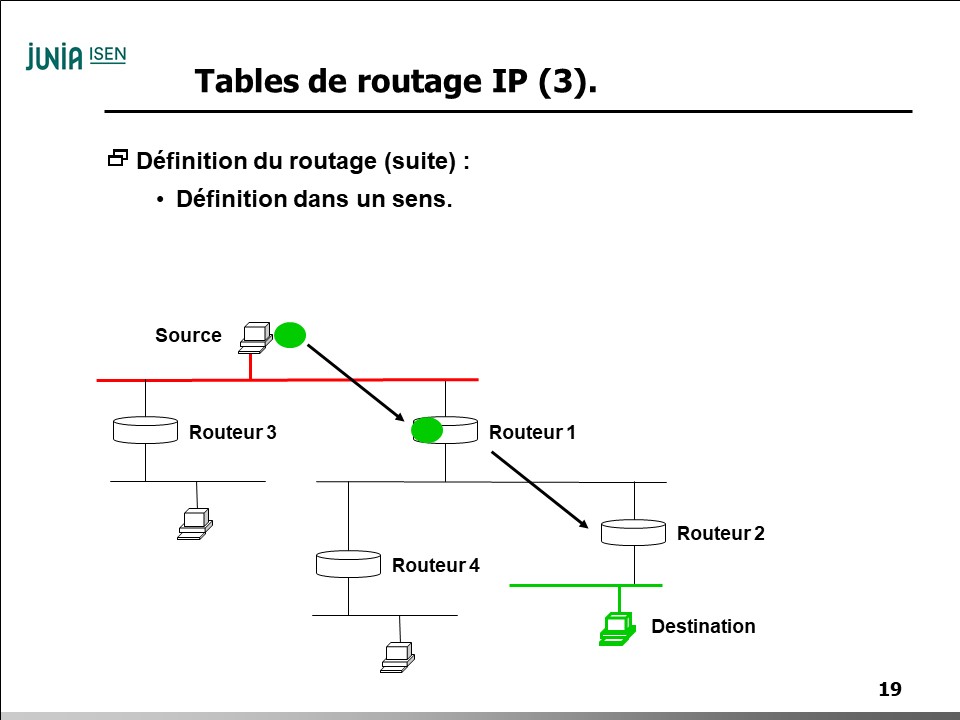 JUNIA ISEN
Tables de routage IP (3).
Définition du routage (suite) :
• Définition dans un sens.
Source
Routeur 3
Routeur 1
Routeur 2
Routeur 4
Destination
19